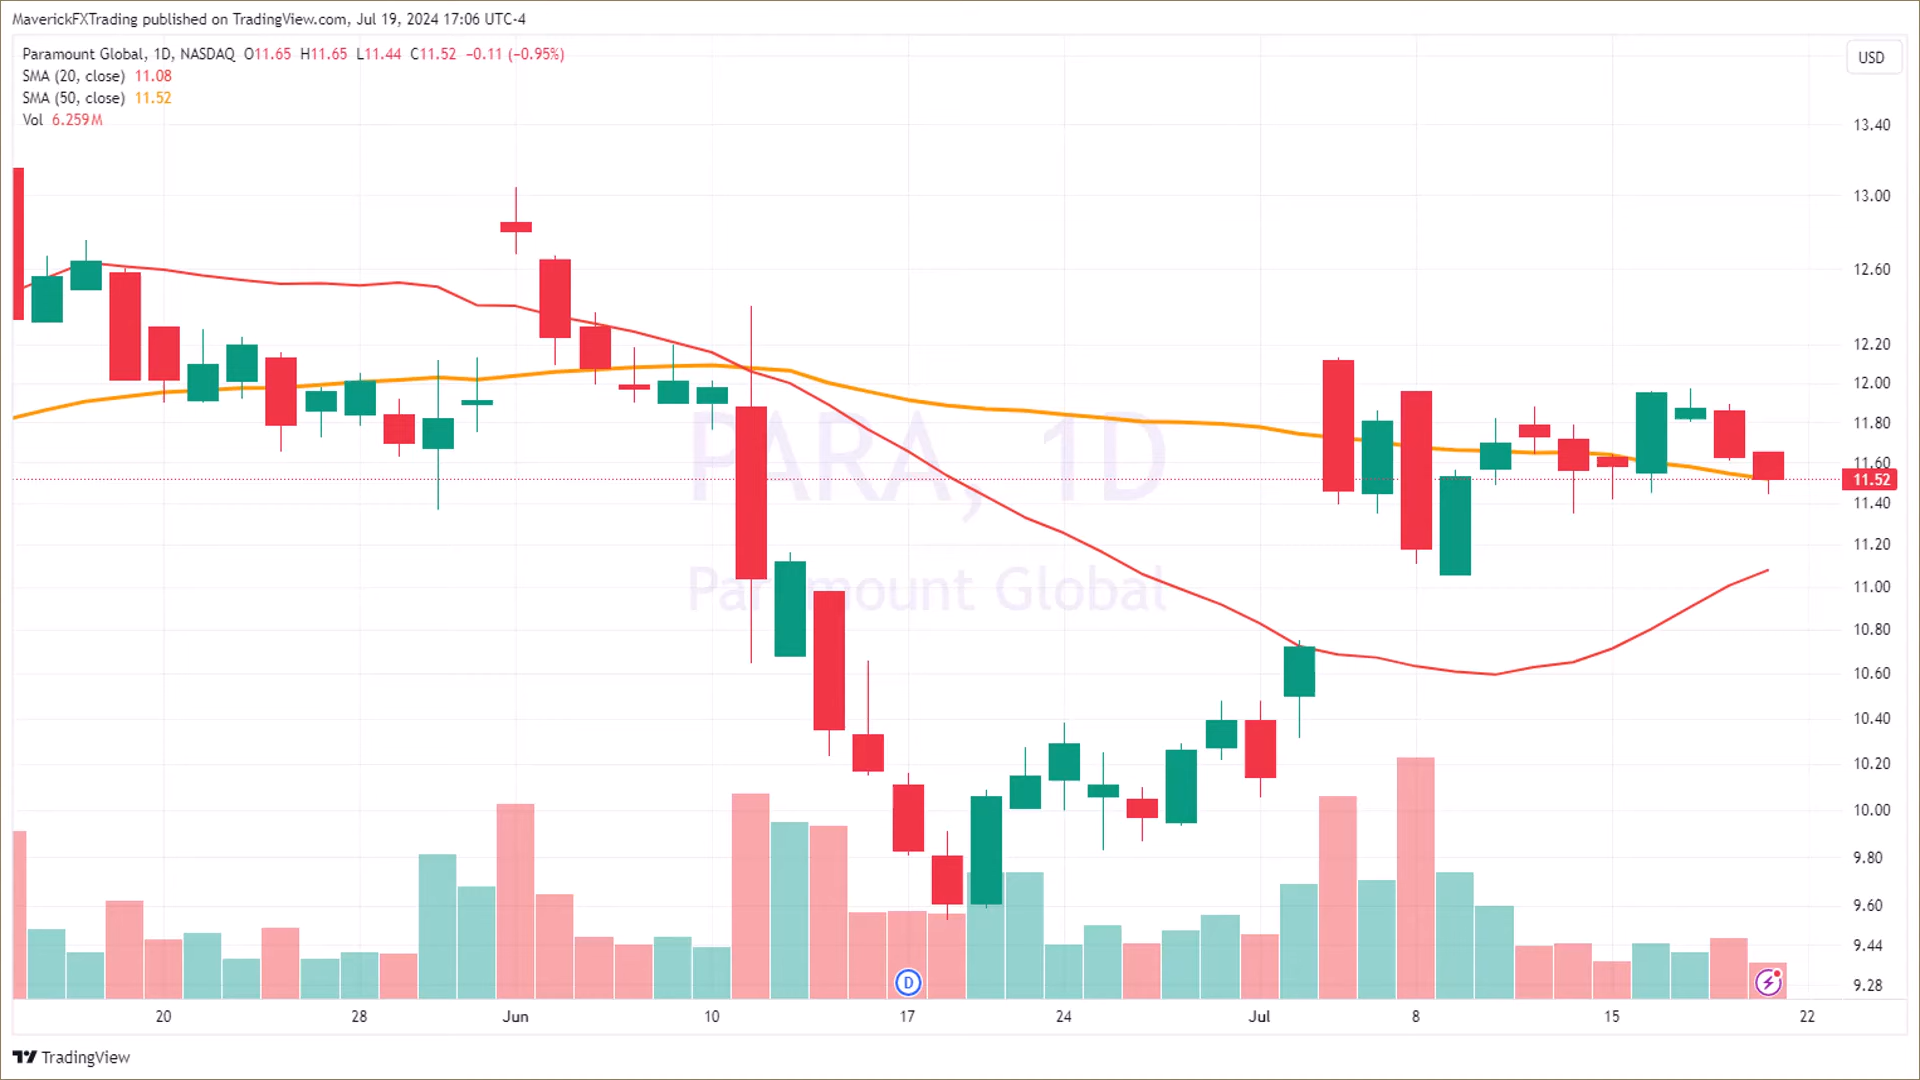 MaverickFXTrading published on TradingView.com, Jul 19, 2024 17:06 UTC-4
Paramount Global, 1D, NASDAQ O11.65 H11.65 L11.44 C11.52 −0.11 (−0.95%)
USD
SMA (20, close) 11.08
SMA (50, close) 11.52
Vol 6.259M
13.40
13.00
12.60
12.20
12.00
11.80
11.60
11.52
11.40
11.20
11.00
10.80
10.60
10.40
10.20
10.00
9.80
9.60
9.44
9.28
PARA, 1D
Paramount Global
D
20 28 Jun 10 17 24 Jul 8 15 22
TradingView